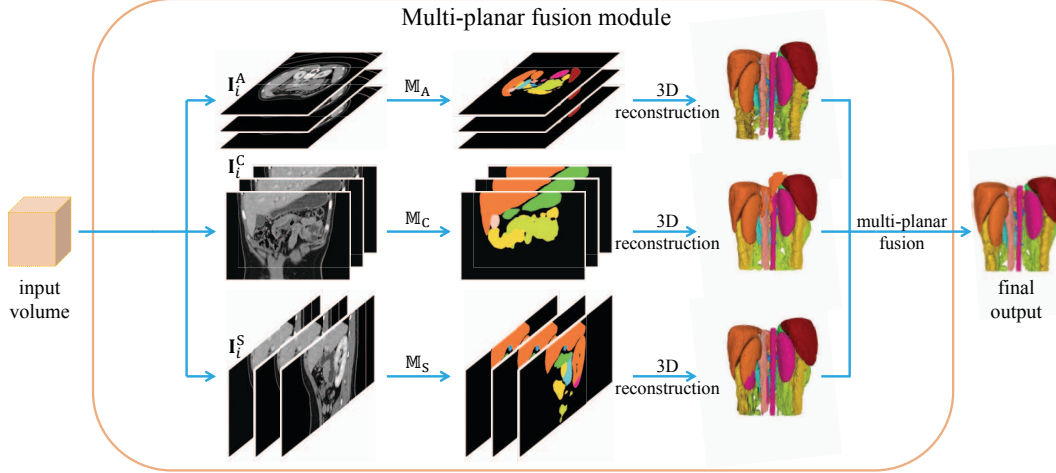 Multi-planar fusion module
I_i^A
𝕄_A
3D
reconstruction
I_i^C
𝕄_C
3D
reconstruction
multi-planar
fusion
input
volume
final
output
I_i^S
𝕄_S
3D
reconstruction